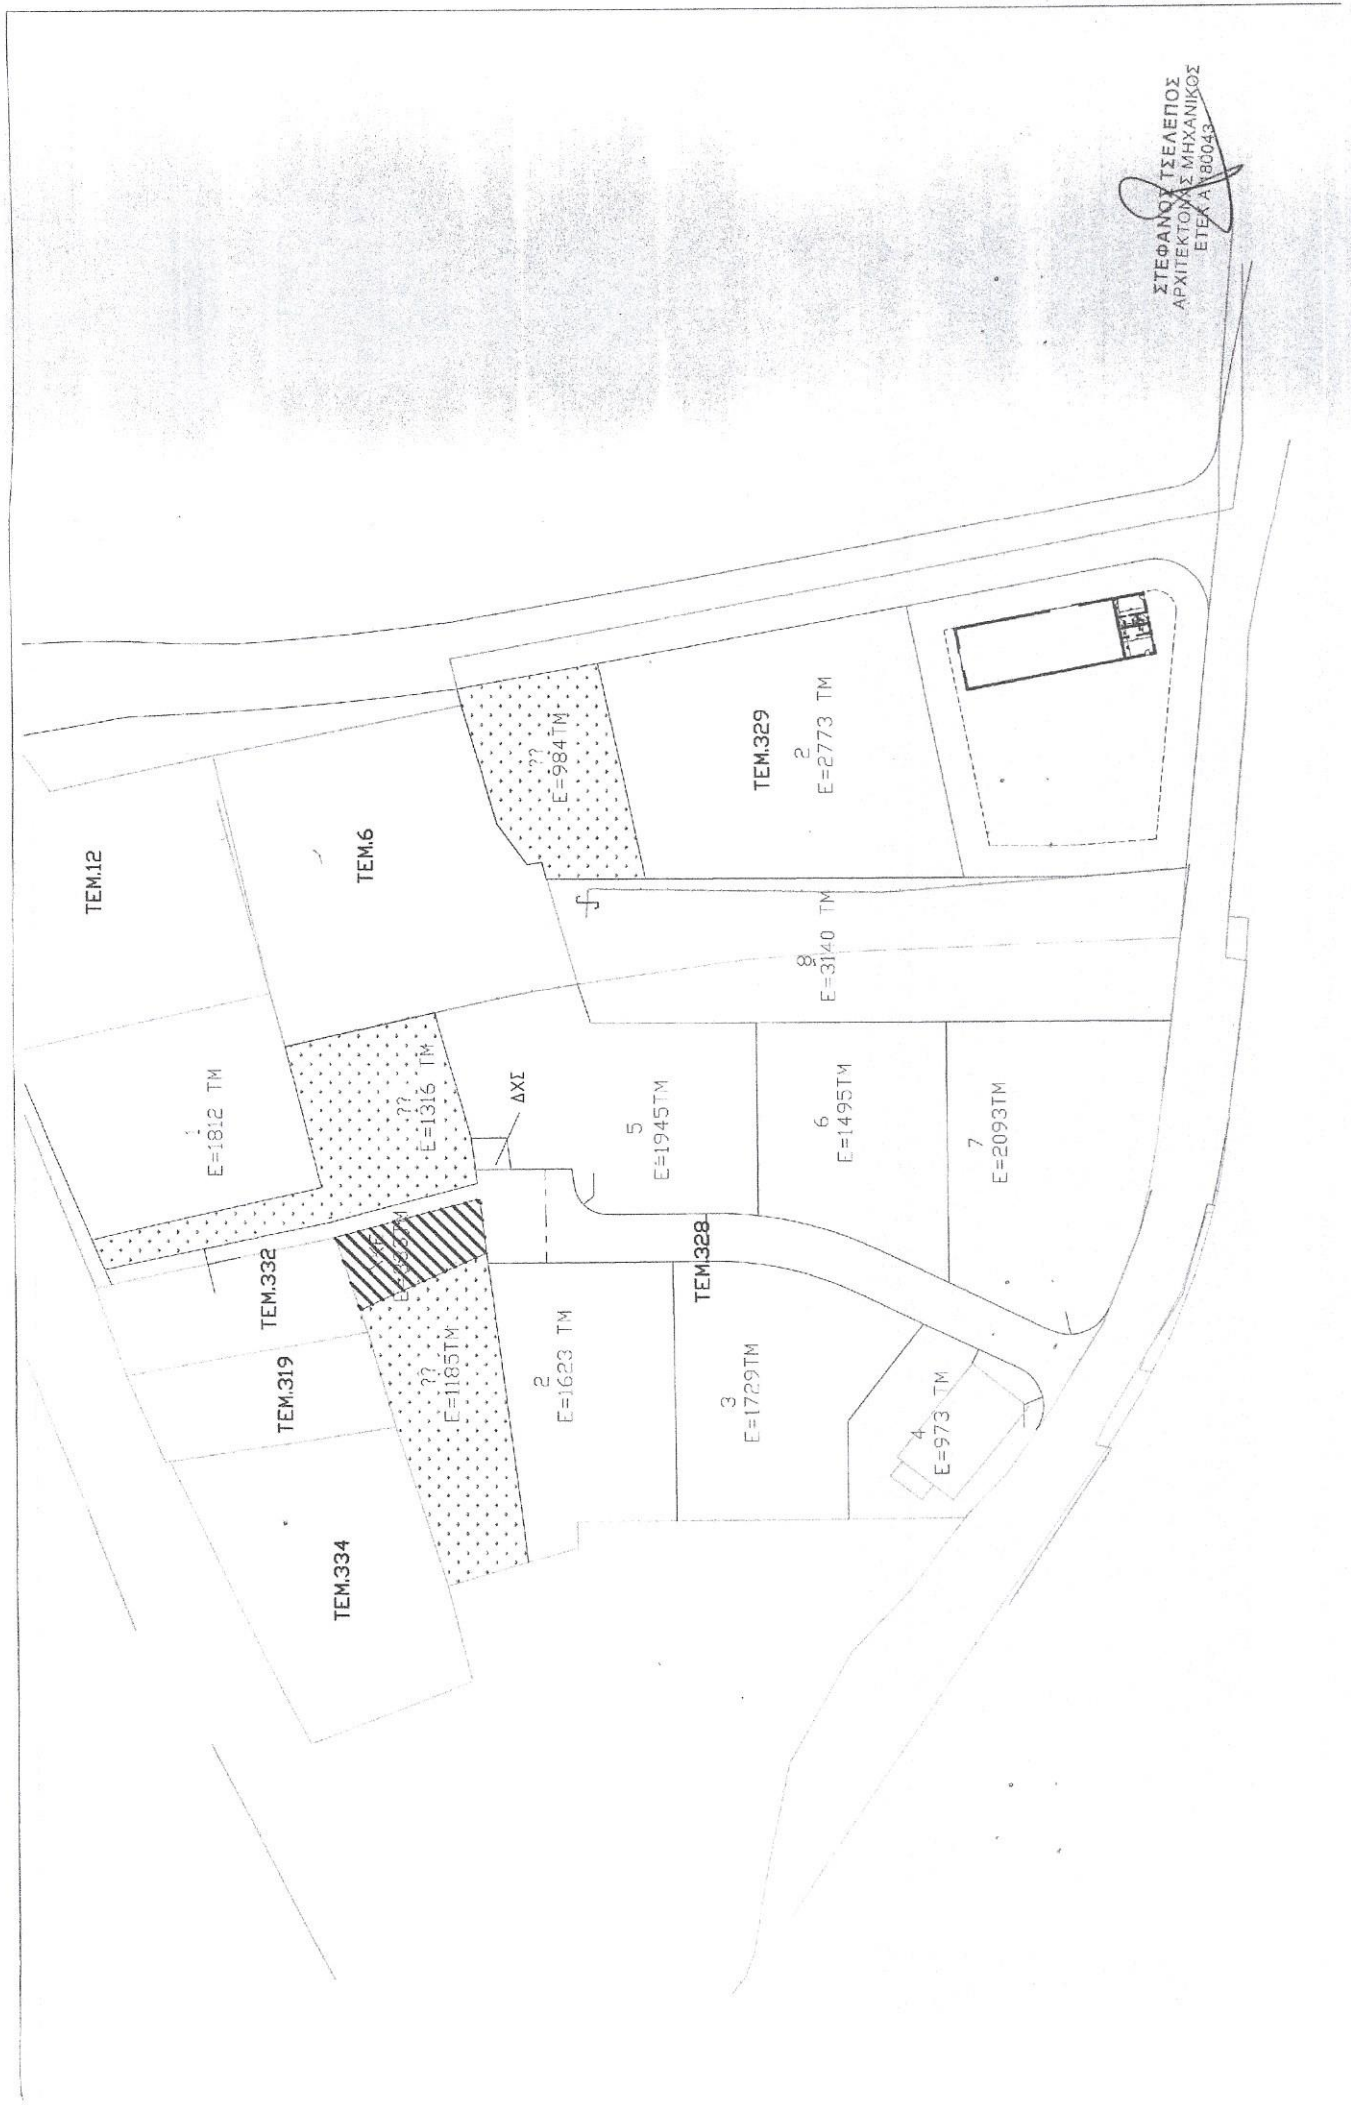 ΤΕΜ.12
ΤΕΜ.6
1
Ε=1812 ΤΜ
??
Ε=1316 ΤΜ
??
Ε=984ΤΜ
ΤΕΜ.329
2
Ε=2773 ΤΜ
8
Ε=3140 ΤΜ
ΔΧΣ
5
Ε=1945ΤΜ
6
Ε=1495ΤΜ
7
Ε=2093ΤΜ
ΤΕΜ.332
ΤΕΜ.319
ΤΕΜ.334
??
Ε=1185ΤΜ
2
Ε=1623 ΤΜ
ΤΕΜ.328
3
Ε=1729ΤΜ
4
Ε=973 ΤΜ
ΣΤΕΦΑΝΟΣ ΤΣΕΛΕΠΟΣ
ΑΡΧΙΤΕΚΤΟΝΑΣ ΜΗΧΑΝΙΚΟΣ
ΕΤΕΚ